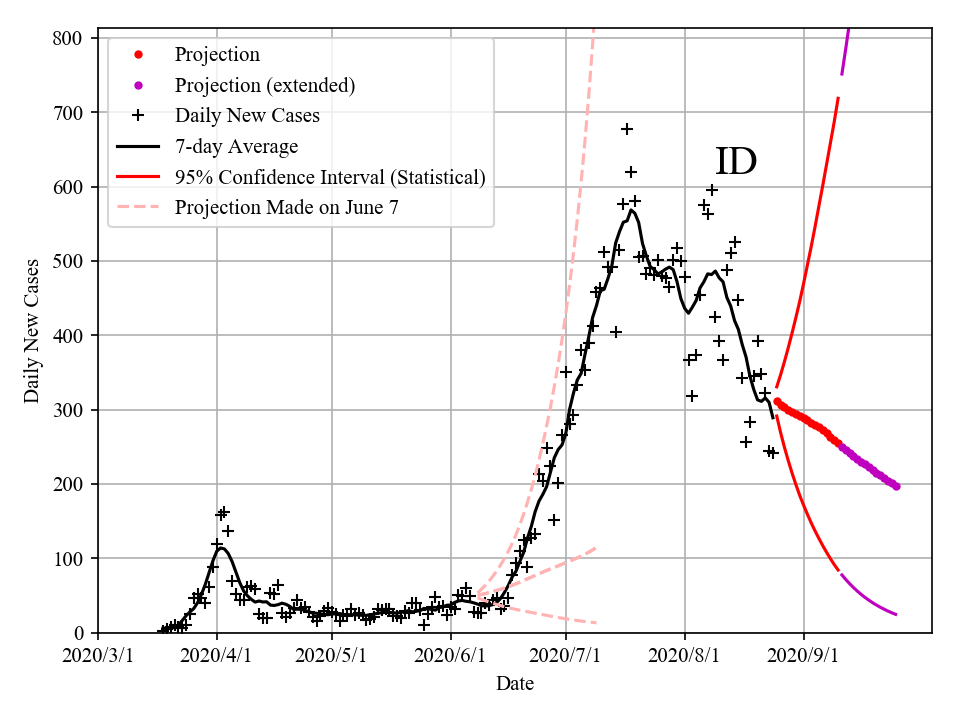 800
700
600
500
400
300
200
100
0
Daily New Cases
Projection
Projection (extended)
Daily New Cases
7-day Average
95% Confidence Interval (Statistical)
Projection Made on June 7
ID
2020/3/1 2020/4/1 2020/5/1 2020/6/1 2020/7/1 2020/8/1 2020/9/1
Date